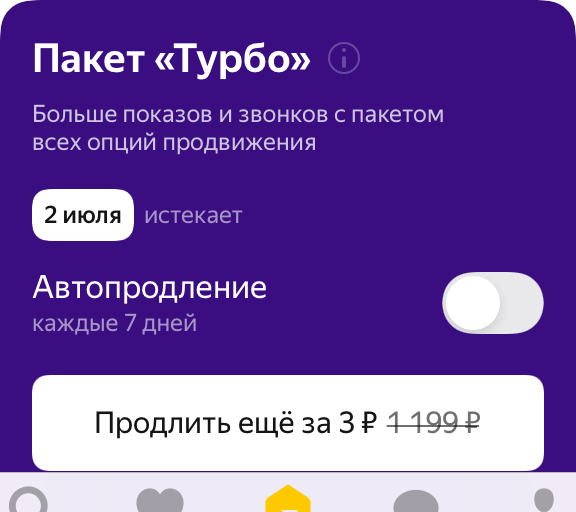 Пакет «Турбо»
Больше показов и звонков с пакетом
всех опций продвижения
2 июля истекает
Автопродление
каждые 7 дней
Продлить ещё за 3 ₽ 1 199 ₽